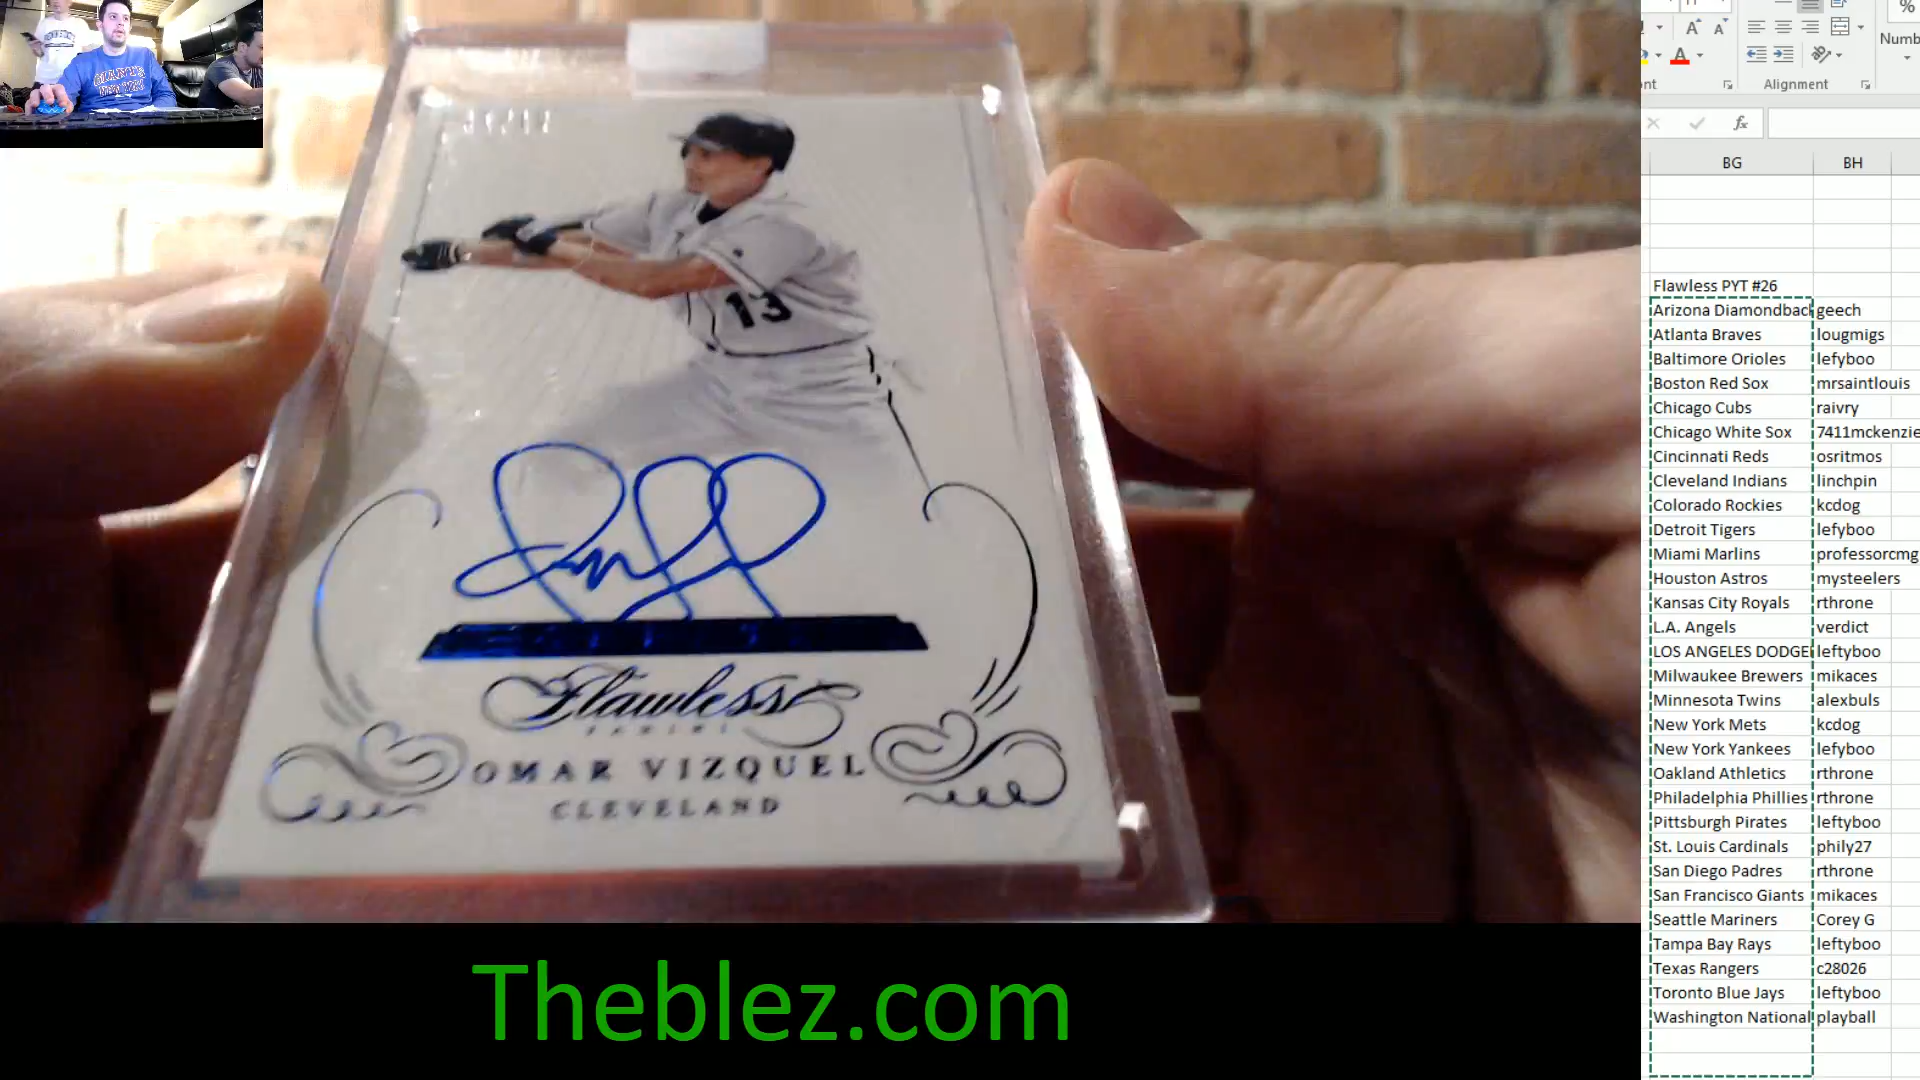 GIANTS
13
Flawless
PANINI
OMAR VIZQUEL
CLEVELAND
Theblez.com
%
Numb
nt
Alignment
fx
BG BH
Flawless PYT #26
Arizona Diamondback geech
Atlanta Braves lougmigs
Baltimore Orioles lefyboo
Boston Red Sox mrsaintlouis
Chicago Cubs raivry
Chicago White Sox 7411mckenzie
Cincinnati Reds osritmos
Cleveland Indians linchpin
Colorado Rockies kcdog
Detroit Tigers lefyboo
Miami Marlins professorcmg
Houston Astros mysteelers
Kansas City Royals rthrone
L.A. Angels verdict
LOS ANGELES DODGE leftyboo
Milwaukee Brewers mikaces
Minnesota Twins alexbuls
New York Mets kcdog
New York Yankees lefyboo
Oakland Athletics rthrone
Philadelphia Phillies rthrone
Pittsburgh Pirates leftyboo
St. Louis Cardinals phily27
San Diego Padres rthrone
San Francisco Giants mikaces
Seattle Mariners Corey G
Tampa Bay Rays leftyboo
Texas Rangers c28026
Toronto Blue Jays leftyboo
Washington National playball